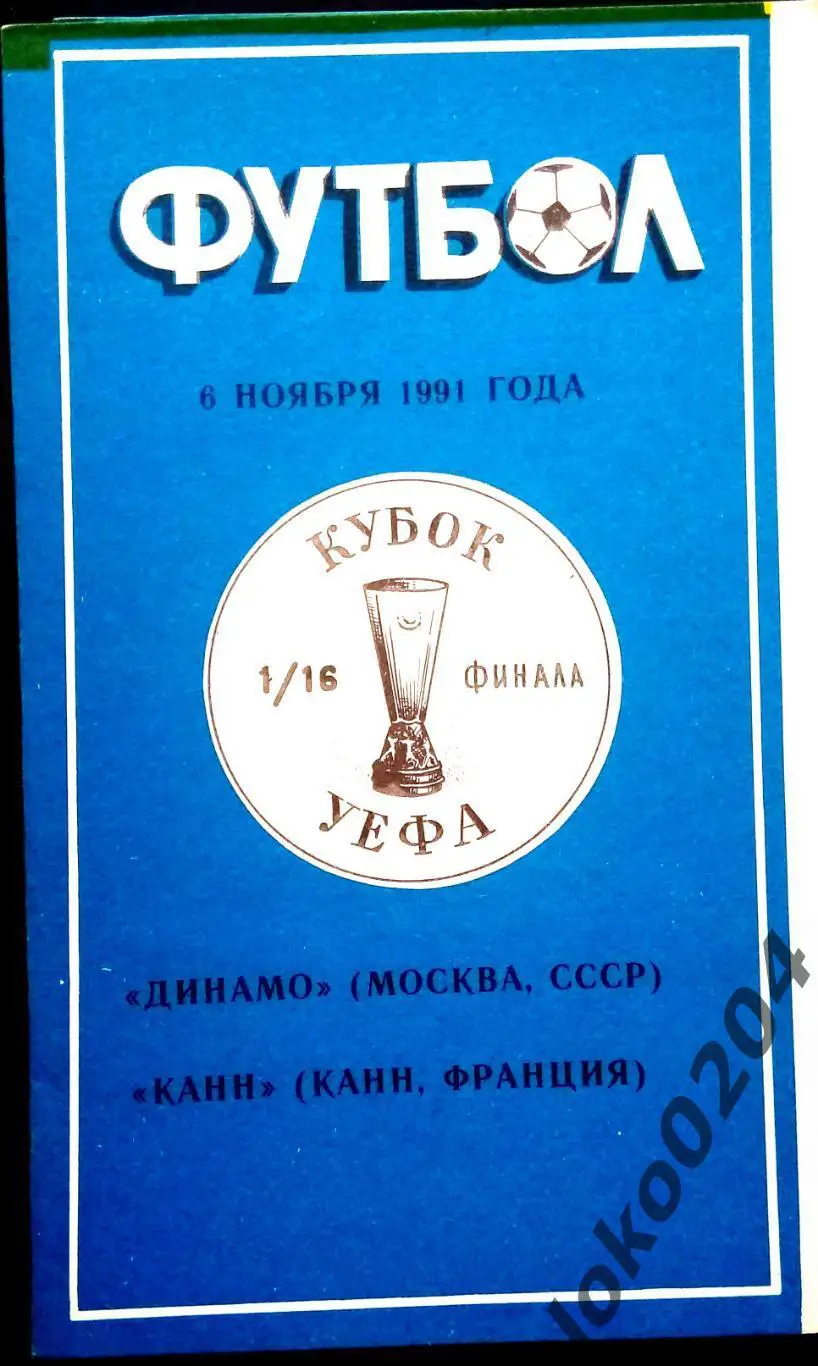 ФУТБОЛ
6 НОЯБРЯ 1991 ГОДА
КУБОК
1/16 ФИНАЛА
УЕФА
«ДИНАМО» (МОСКВА, СССР)
«КАНН» (КАНН, ФРАНЦИЯ)
loko0204